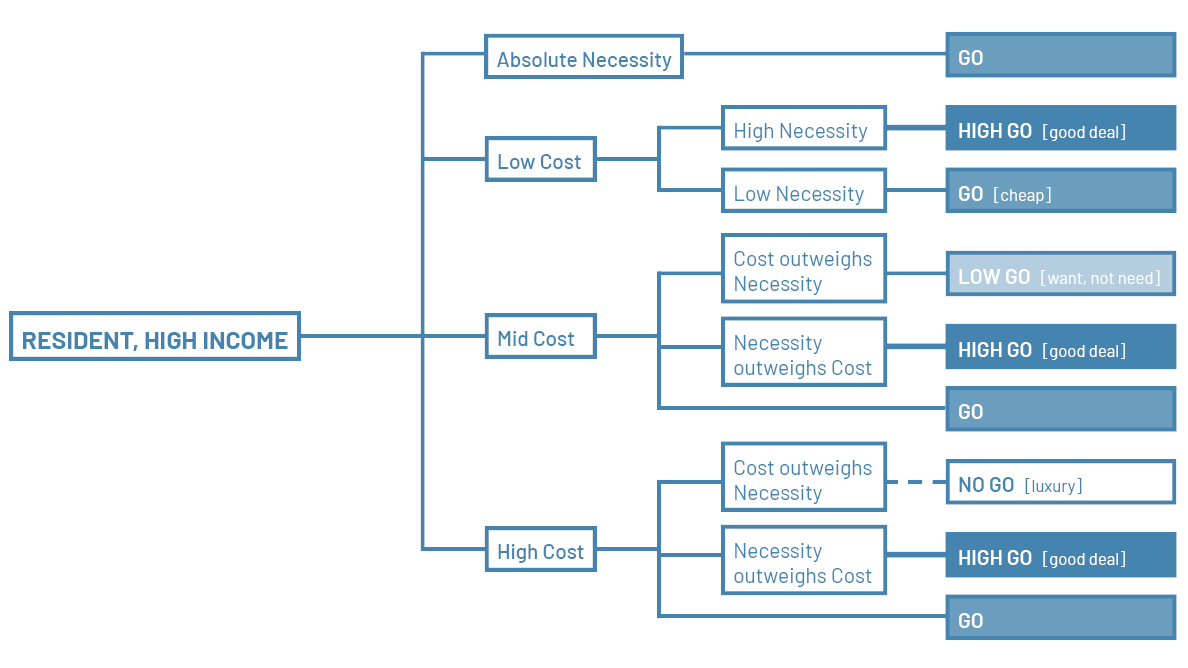 Absolute Necessity
GO
High Necessity
HIGH GO [good deal]
Low Cost
Low Necessity
GO [cheap]
Cost outweighs
Necessity
LOW GO [want, not need]
RESIDENT, HIGH INCOME
Mid Cost
Necessity
outweighs Cost
HIGH GO [good deal]
GO
Cost outweighs
Necessity
NO GO [luxury]
High Cost
Necessity
outweighs Cost
HIGH GO [good deal]
GO